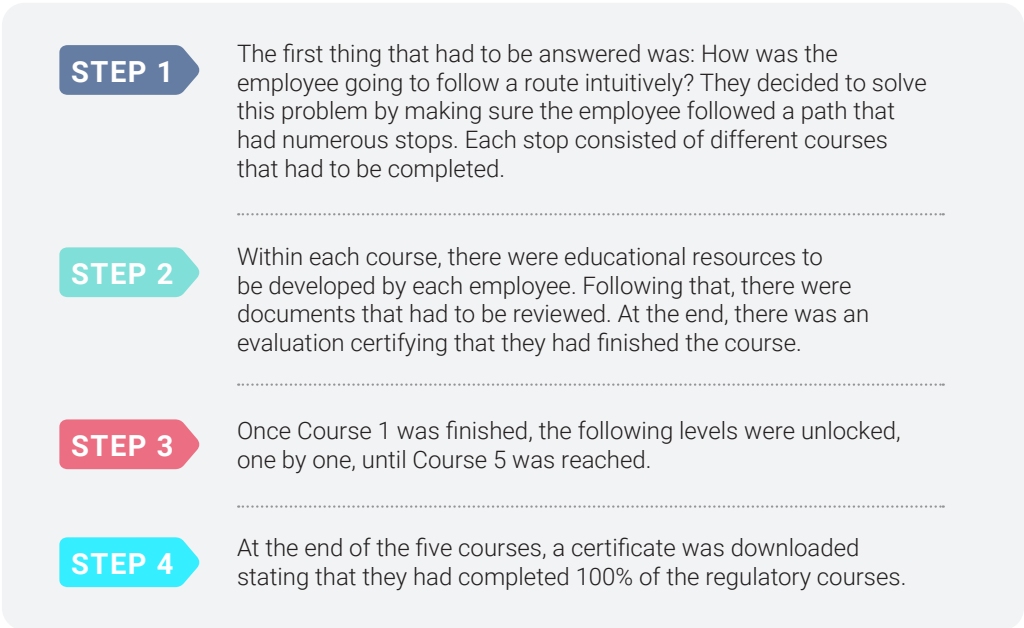 STEP 1
The first thing that had to be answered was: How was the
employee going to follow a route intuitively? They decided to solve
this problem by making sure the employee followed a path that
had numerous stops. Each stop consisted of different courses
that had to be completed.
STEP 2
Within each course, there were educational resources to
be developed by each employee. Following that, there were
documents that had to be reviewed. At the end, there was an
evaluation certifying that they had finished the course.
STEP 3
Once Course 1 was finished, the following levels were unlocked,
one by one, until Course 5 was reached.
STEP 4
At the end of the five courses, a certificate was downloaded
stating that they had completed 100% of the regulatory courses.